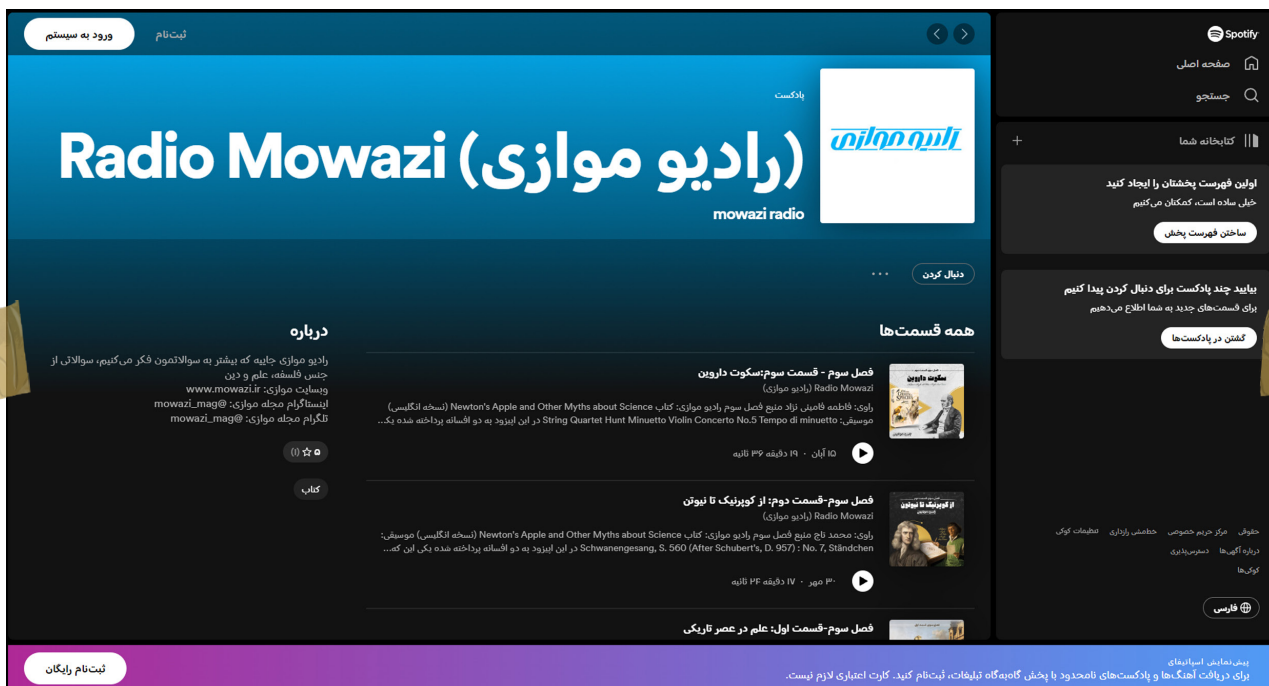 Spotify
صفحه اصلی
جستجو
کتابخانه شما
+
اولین فهرست پخشتان را ایجاد کنید
خیلی ساده است، کمکتان می‌کنیم
ساختن فهرست پخش
بیایید چند پادکست برای دنبال کردن پیدا کنیم
برای قسمت‌های جدید به شما اطلاع می‌دهیم
گشتن در پادکست‌ها
حقوقی مرکز حریم خصوصی خط‌مشی رازداری تنظیمات کوکی
درباره آگهی‌ها دسترس‌پذیری
کوکی‌ها
فارسی
ثبت‌نام
ورود به سیستم
رادیو موازی
پادکست
Radio Mowazi (رادیو موازی)
mowazi radio
دنبال کردن
همه قسمت‌ها
سکوت داروین
فصل سوم - قسمت سوم:سکوت داروین
Radio Mowazi (رادیو موازی)
راوی: فاطمه فامینی نژاد منبع فصل سوم رادیو موازی: کتاب Newton's Apple and Other Myths about Science (نسخه انگلیسی)
موسیقی: String Quartet Hunt Minuetto Violin Concerto No.5 Tempo di minuetto در این اپیزود به دو افسانه پرداخته شده یک...
۱۵ آبان · ۱۹ دقیقه ۳۶ ثانیه
از کوپرنیک تا نیوتون
فصل سوم-قسمت دوم: از کوپرنیک تا نیوتن
Radio Mowazi (رادیو موازی)
راوی: محمد تاج منبع فصل سوم رادیو موازی: کتاب Newton's Apple and Other Myths about Science (نسخه انگلیسی) موسیقی:
Schwanengesang, S. 560 (After Schubert's, D. 957) : No. 7, Ständchen در این اپیزود به دو افسانه پرداخته شده یکی این که...
۳۰ مهر · ۱۷ دقیقه ۲۴ ثانیه
فصل سوم-قسمت اول: علم در عصر تاریکی
درباره
رادیو موازی جاییه که بیشتر به سوالاتمون فکر می‌کنیم، سوالاتی از
جنس فلسفه، علم و دین
وبسایت موازی: www.mowazi.ir
اینستاگرام مجله موازی: @mowazi_mag
تلگرام مجله موازی: @mowazi_mag
۵ (۱)
کتاب
پیش‌نمایش اسپاتیفای
برای دریافت آهنگ‌ها و پادکست‌های نامحدود با پخش گاه‌به‌گاه تبلیغات، ثبت‌نام کنید. کارت اعتباری لازم نیست.
ثبت‌نام رایگان